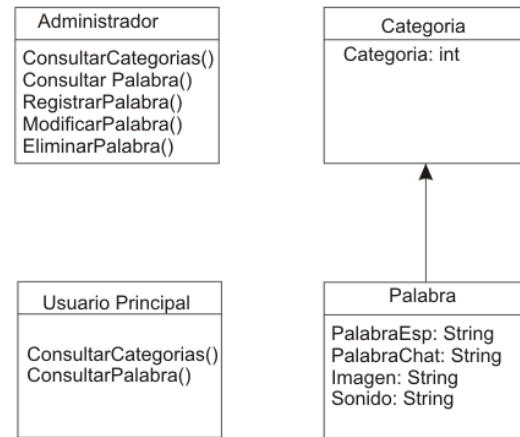 Administrador
ConsultarCategorias()
Consultar Palabra()
RegistrarPalabra()
ModificarPalabra()
EliminarPalabra()
Categoria
Categoria: int
Usuario Principal
ConsultarCategorias()
ConsultarPalabra()
Palabra
PalabraEsp: String
PalabraChat: String
Imagen: String
Sonido: String